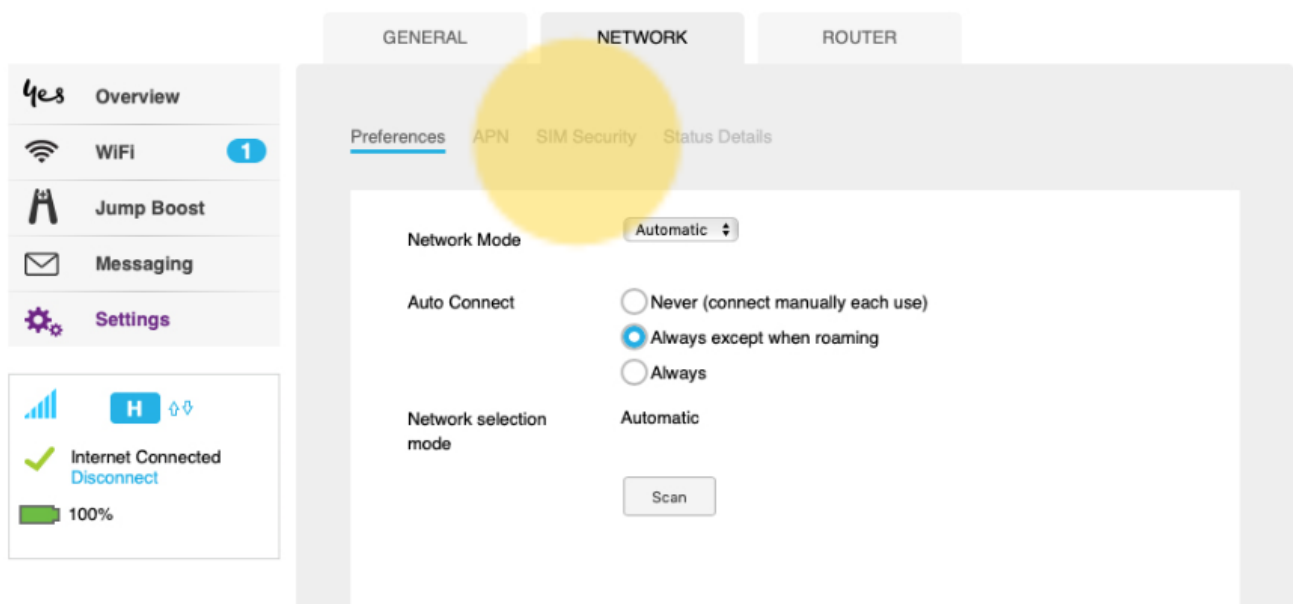 GENERAL NETWORK ROUTER
yes Overview
WiFi 1
Jump Boost
Messaging
Settings
H
Internet Connected
Disconnect
100%
Preferences APN SIM Security Status Details
Network Mode Automatic
Auto Connect Never (connect manually each use)
Always except when roaming
Always
Network selection mode Automatic
Scan